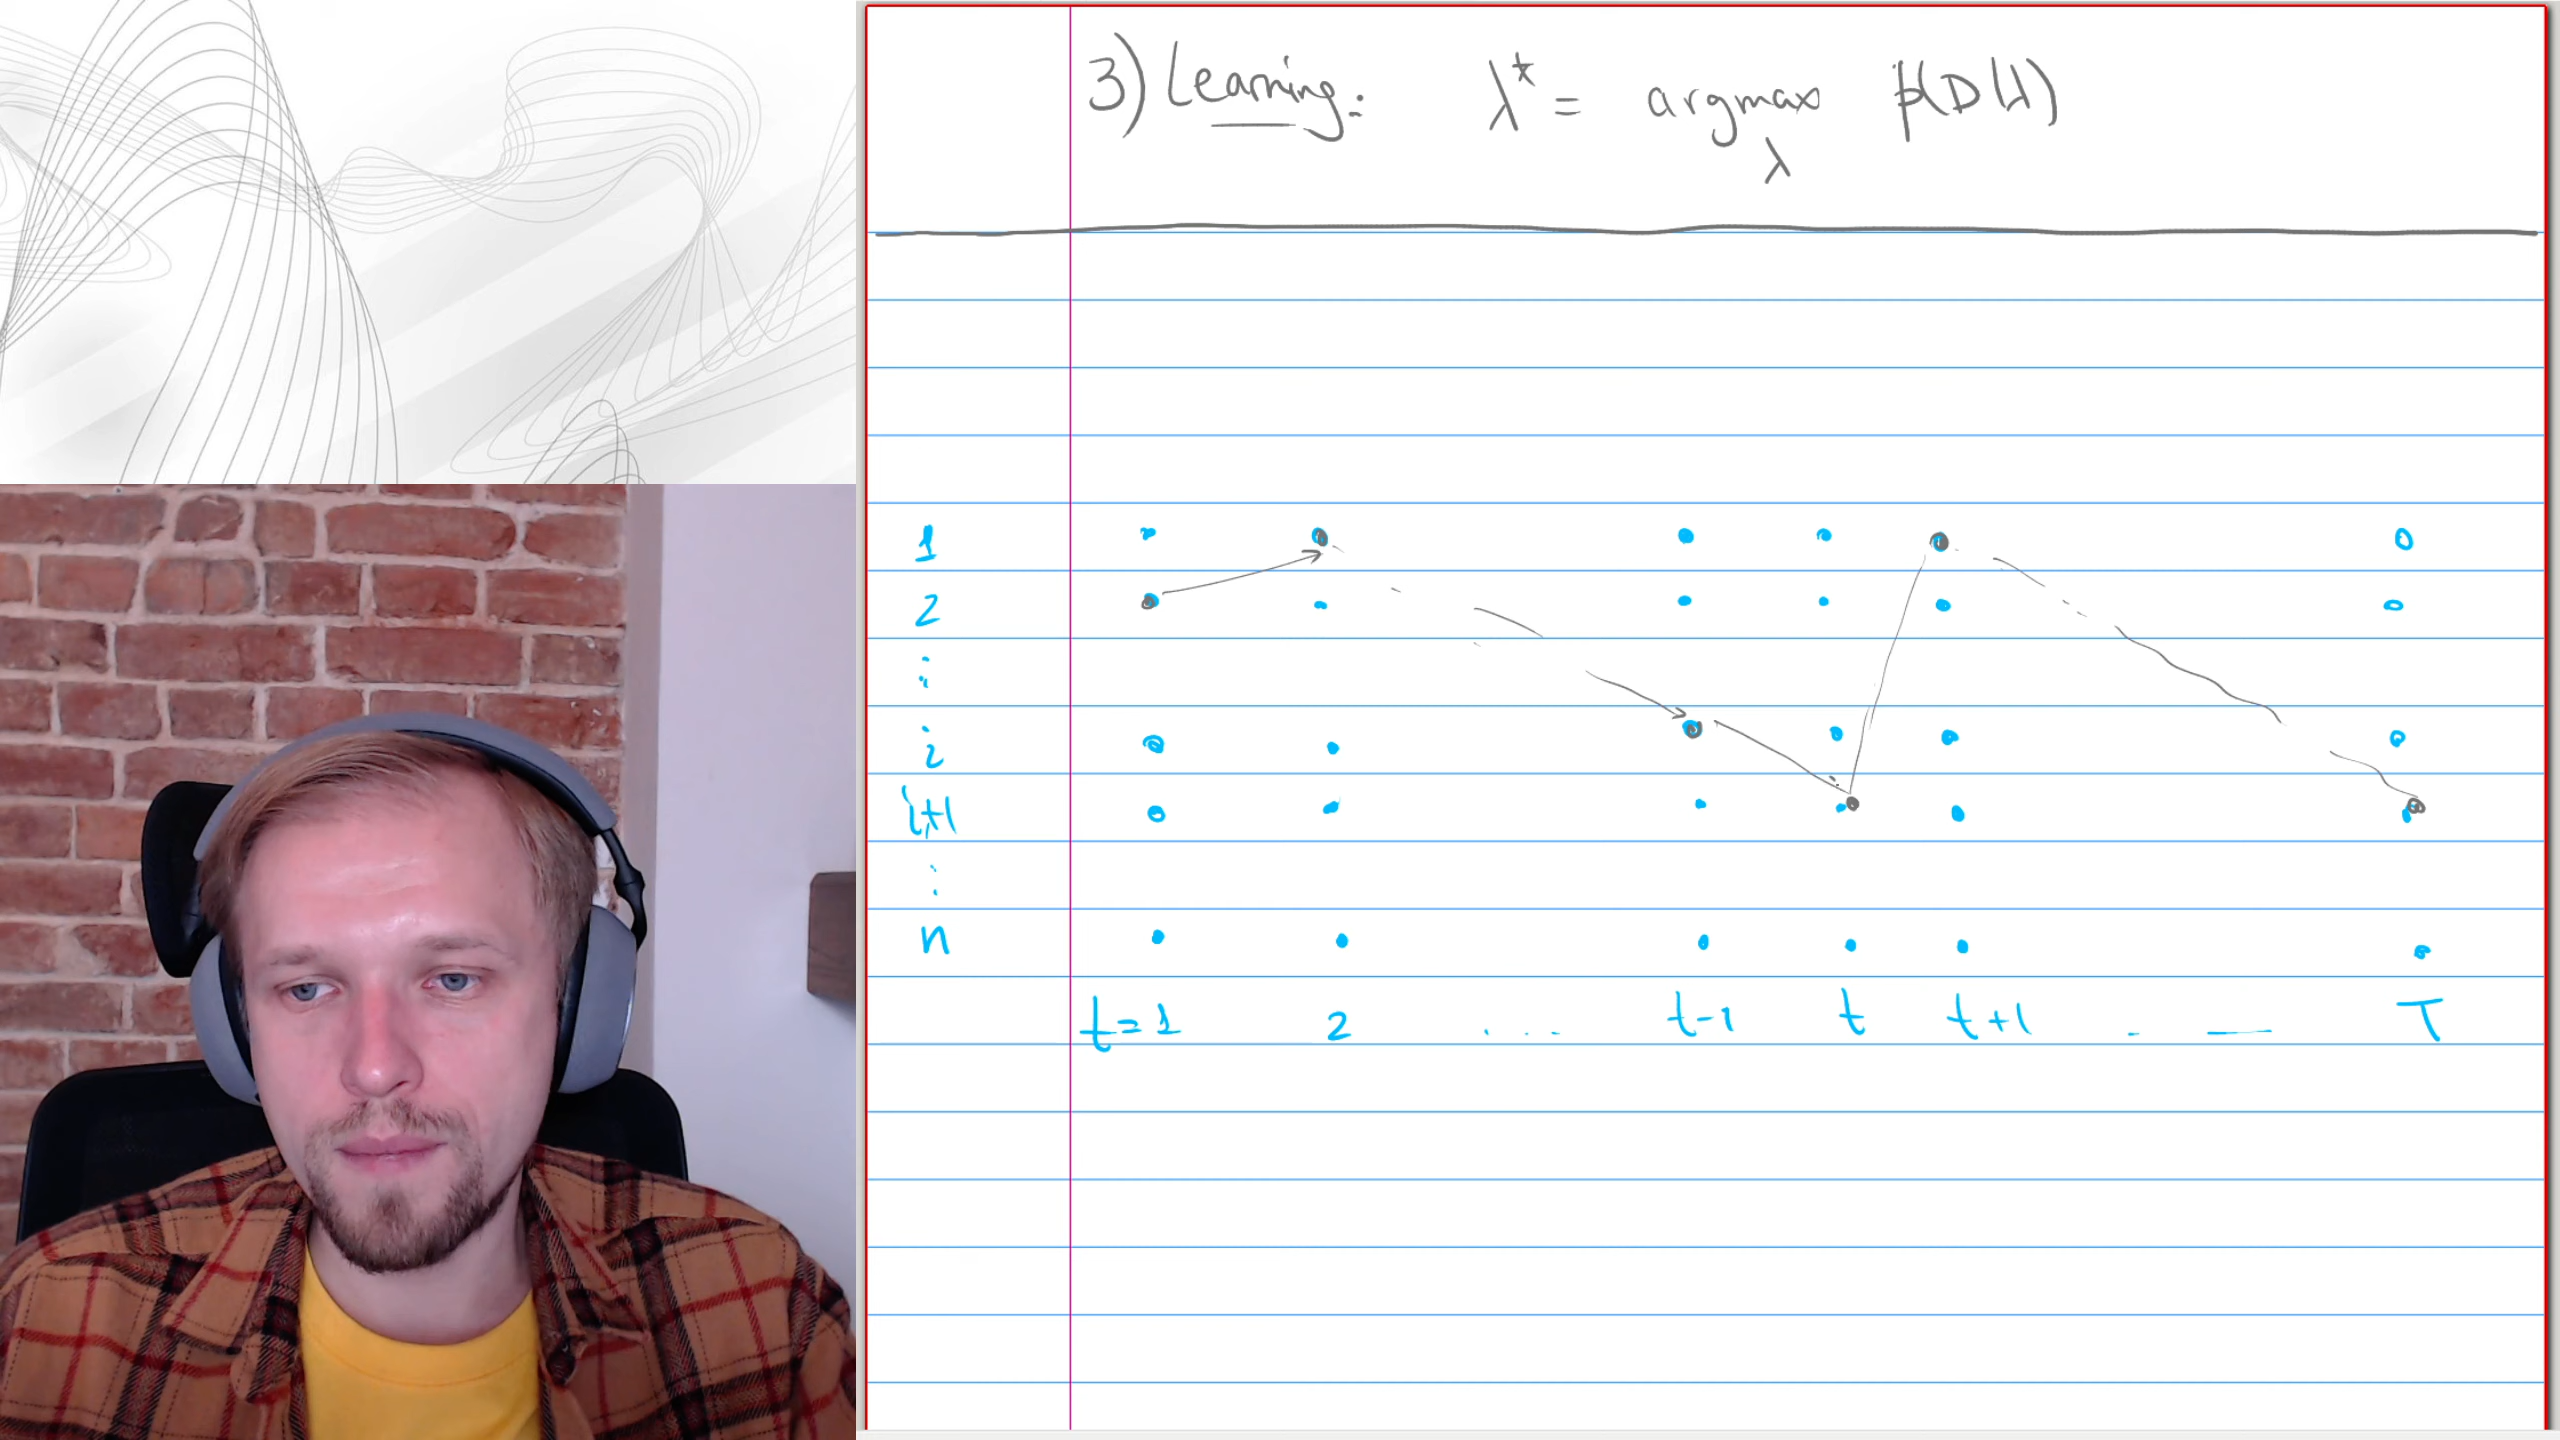 3) Learning: λ* = argmax p(D|λ)
λ
1
2
⋮
i
i+1
⋮
n
t=1 2 ... t-1 t t+1 . — T